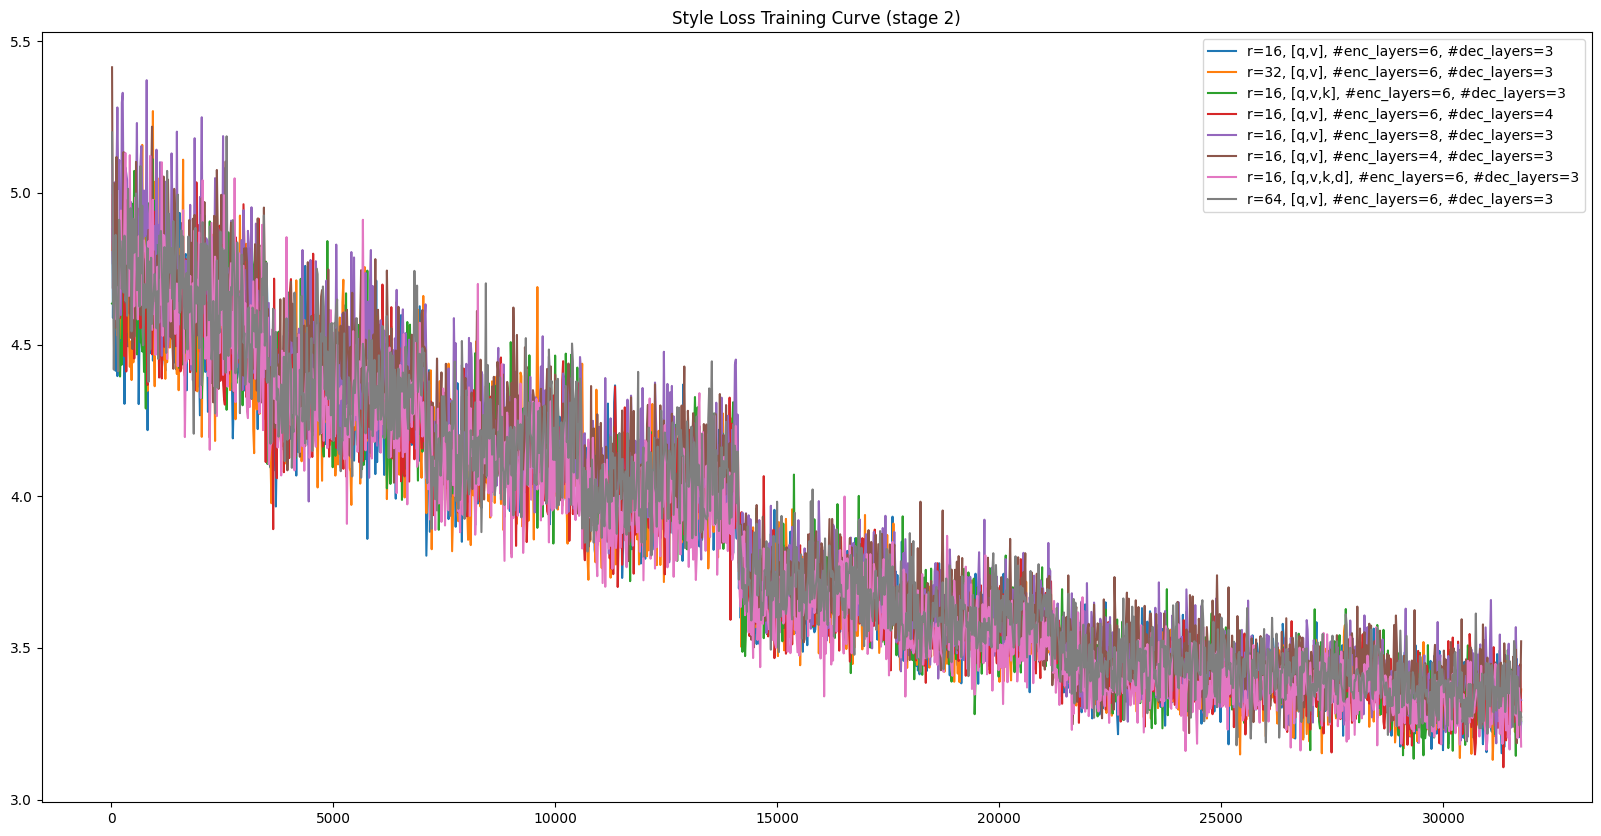 Style Loss Training Curve (stage 2)
5.5
5.0
4.5
4.0
3.5
3.0
0 5000 10000 15000 20000 25000 30000
r=16, [q,v], #enc_layers=6, #dec_layers=3
r=32, [q,v], #enc_layers=6, #dec_layers=3
r=16, [q,v,k], #enc_layers=6, #dec_layers=3
r=16, [q,v], #enc_layers=6, #dec_layers=4
r=16, [q,v], #enc_layers=8, #dec_layers=3
r=16, [q,v], #enc_layers=4, #dec_layers=3
r=16, [q,v,k,d], #enc_layers=6, #dec_layers=3
r=64, [q,v], #enc_layers=6, #dec_layers=3